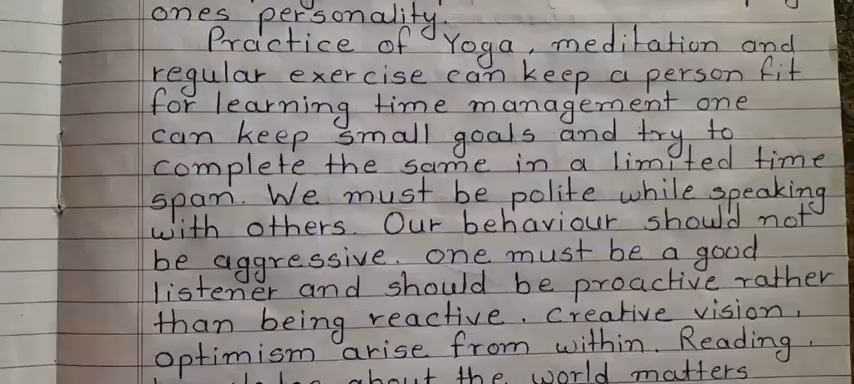 ones personality.
Practice of Yoga, meditation and
regular exercise can keep a person fit
for learning time management one
can keep small goals and try to
complete the same in a limited time
span. We must be polite while speaking
with others. Our behaviour should not
be aggressive. one must be a good
listener and should be proactive rather
than being reactive. Creative vision,
optimism arise from within. Reading,
about the world matters